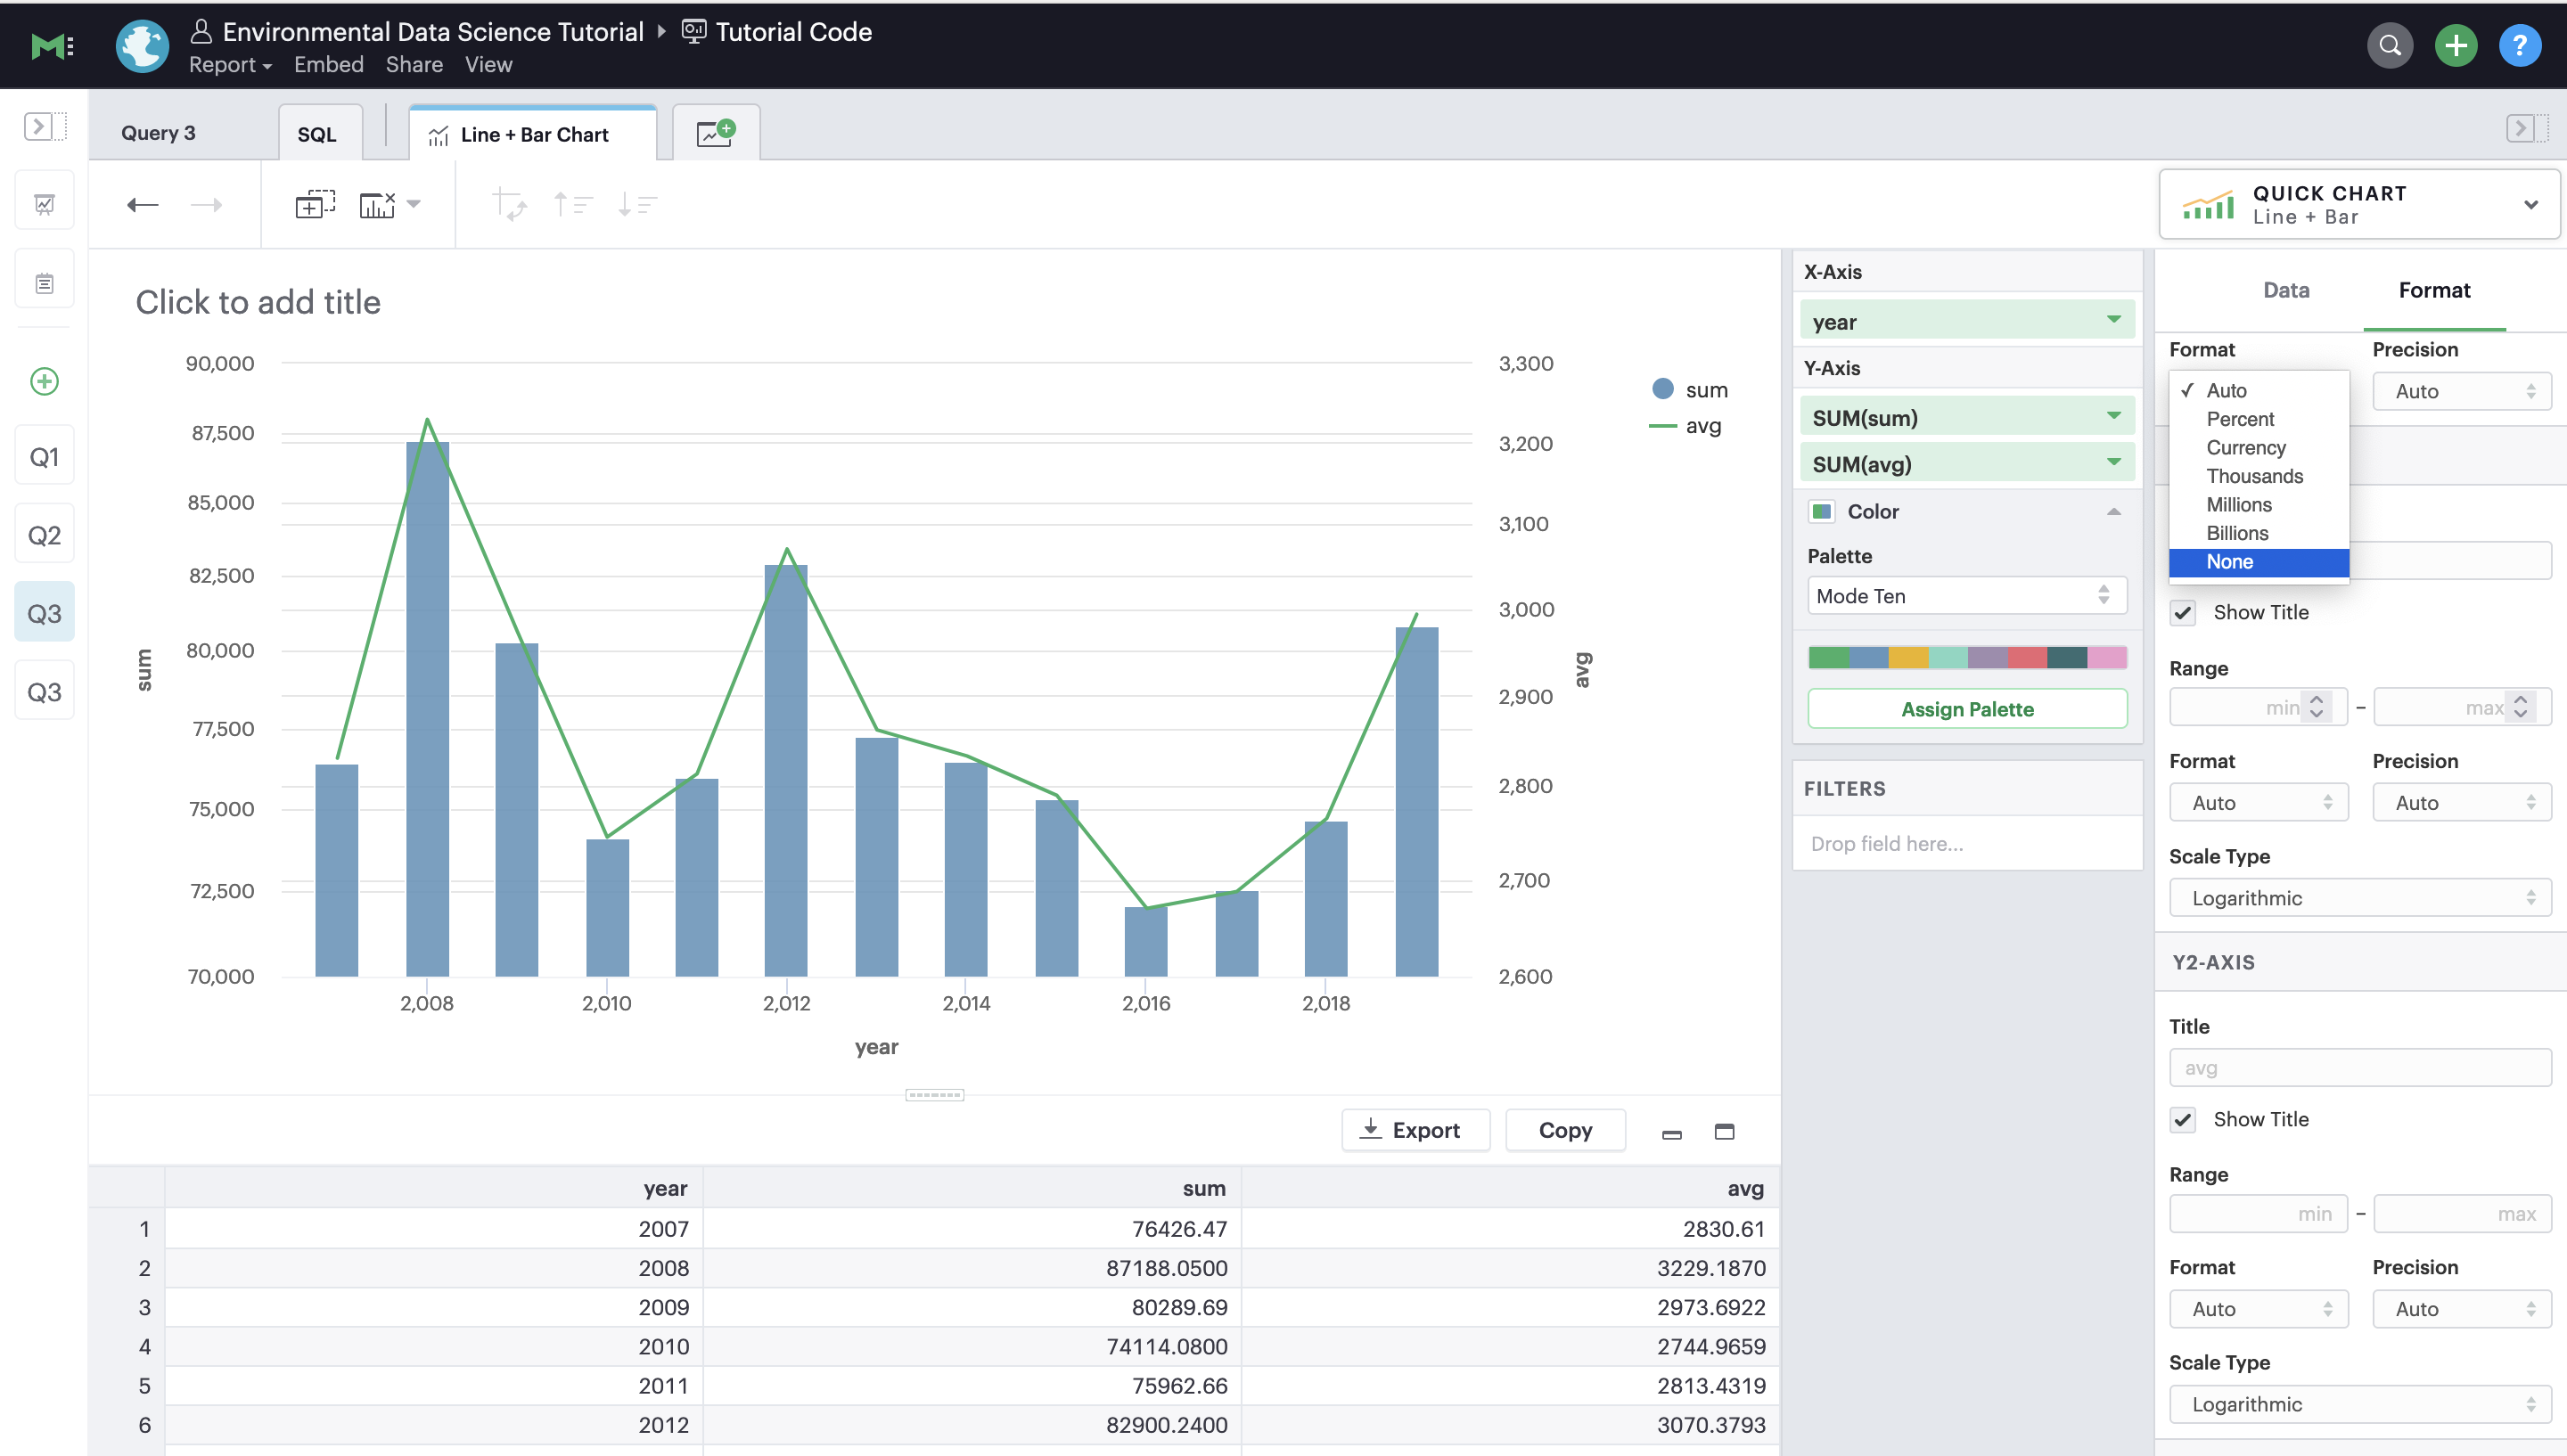 Environmental Data Science Tutorial Tutorial Code
Report Embed Share View
?
Query 3
SQL
Line + Bar Chart
QUICK CHART
Line + Bar
Click to add title
90,000
87,500
85,000
82,500
80,000
77,500
75,000
72,500
70,000
sum
3,300
3,200
3,100
3,000
2,900
2,800
2,700
2,600
avg
sum
avg
2,008
2,010
2,012
2,014
2,016
2,018
year
Q1
Q2
Q3
Q3
X-Axis
year
Y-Axis
SUM(sum)
SUM(avg)
Color
Palette
Mode Ten
Assign Palette
FILTERS
Drop field here...
Data
Format
Format
Precision
Auto
Percent
Currency
Thousands
Millions
Billions
None
Auto
Show Title
Range
min – max
Format
Precision
Auto
Auto
Scale Type
Logarithmic
Y2-AXIS
Title
avg
Show Title
Range
min – max
Format
Precision
Auto
Auto
Scale Type
Logarithmic
Export
Copy
year sum avg
1 2007 76426.47 2830.61
2 2008 87188.0500 3229.1870
3 2009 80289.69 2973.6922
4 2010 74114.0800 2744.9659
5 2011 75962.66 2813.4319
6 2012 82900.2400 3070.3793